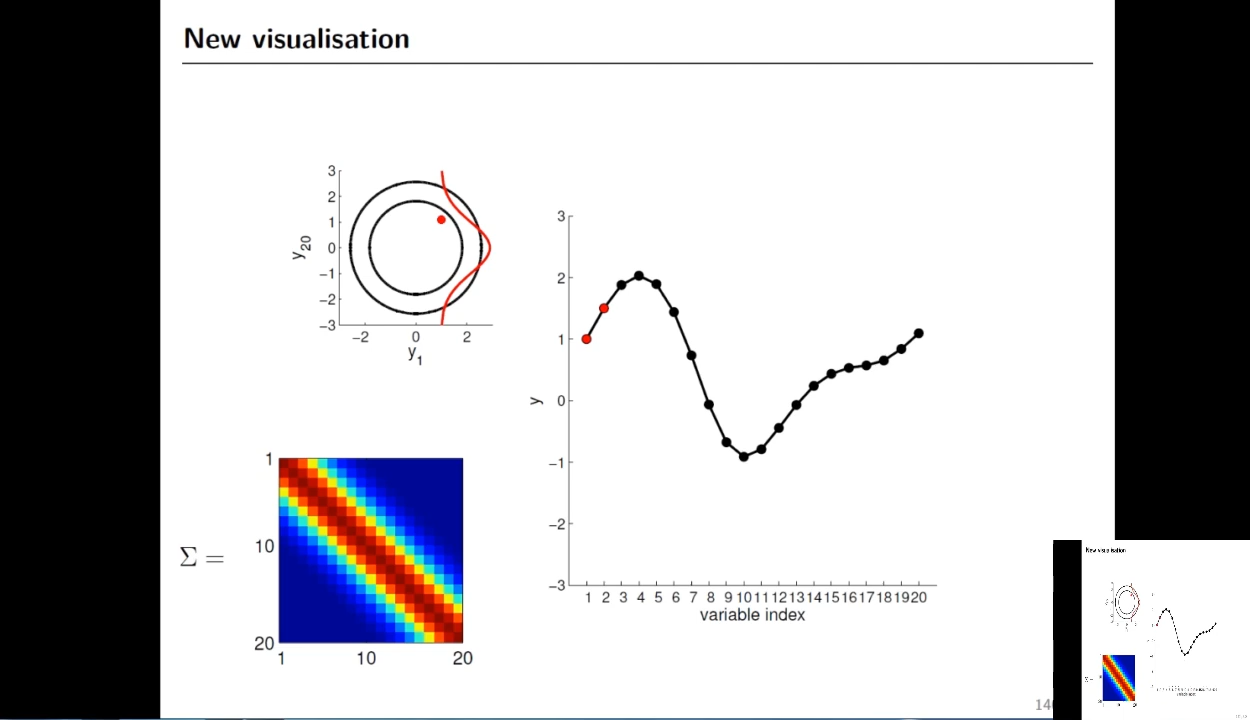 New visualisation
3
2
1
0
−1
−2
−3
y20
−2 0 2
y1
3
2
1
0
−1
−2
−3
y
1 2 3 4 5 6 7 8 9 10 11 12 13 14 15 16 17 18 19 20
variable index
Σ =
1
10
20
1 10 20
New visualisation